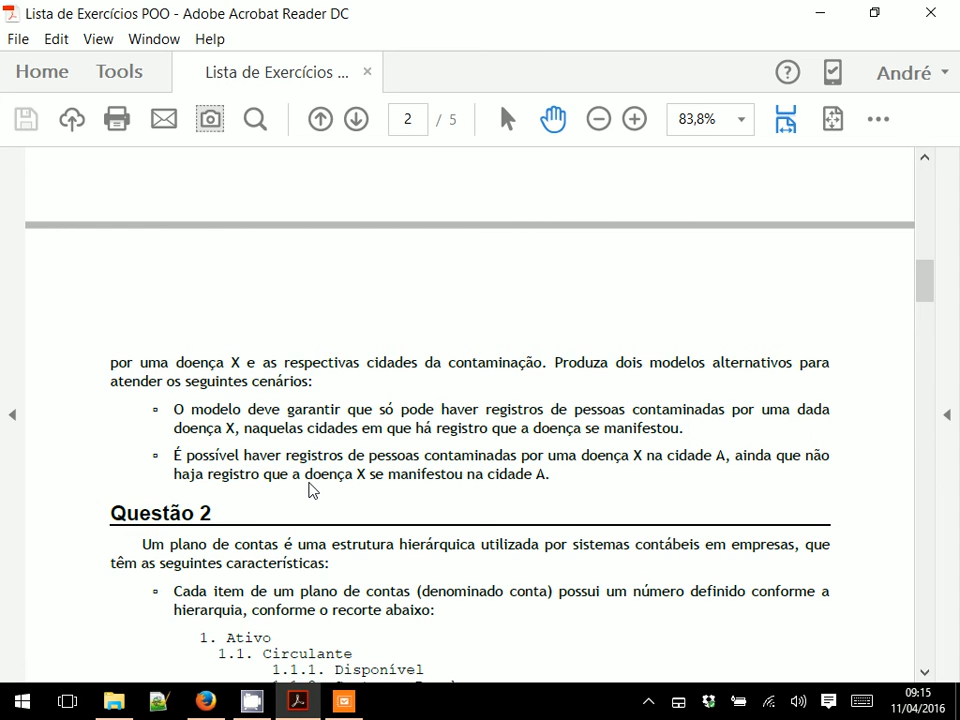 Lista de Exercícios POO - Adobe Acrobat Reader DC
File Edit View Window Help
Home Tools Lista de Exercícios ... × ? André
2 / 5 83,8%
por uma doença X e as respectivas cidades da contaminação. Produza dois modelos alternativos para
atender os seguintes cenários:
▫ O modelo deve garantir que só pode haver registros de pessoas contaminadas por uma dada
doença X, naquelas cidades em que há registro que a doença se manifestou.
▫ É possível haver registros de pessoas contaminadas por uma doença X na cidade A, ainda que não
haja registro que a doença X se manifestou na cidade A.
Questão 2
Um plano de contas é uma estrutura hierárquica utilizada por sistemas contábeis em empresas, que
têm as seguintes características:
▫ Cada item de um plano de contas (denominado conta) possui um número definido conforme a
hierarquia, conforme o recorte abaixo:
1. Ativo
1.1. Circulante
1.1.1. Disponível
09:15
11/04/2016